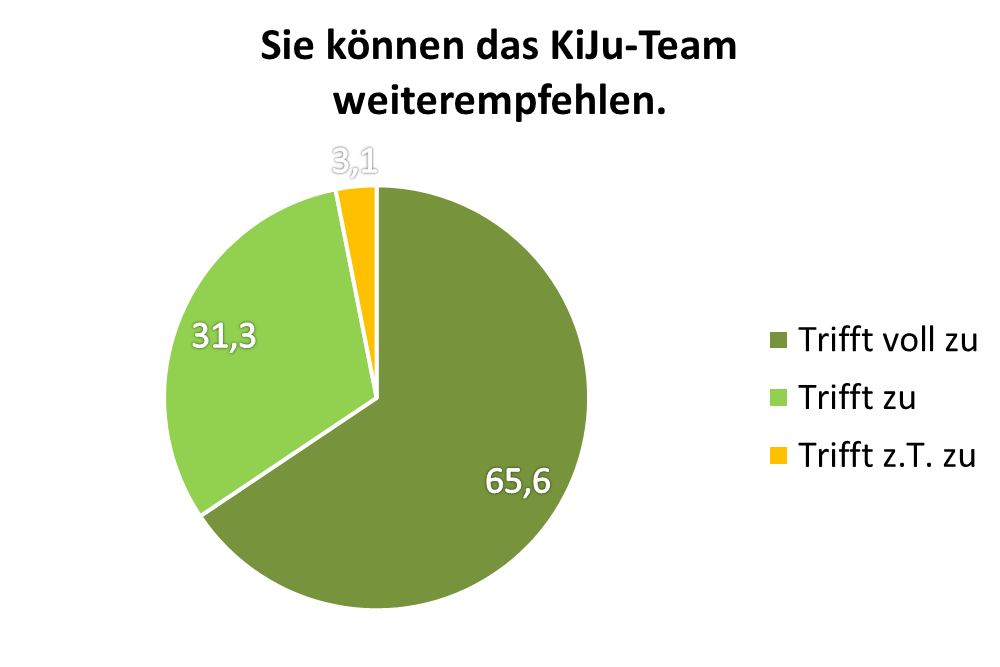 Sie können das KiJu-Team
weiterempfehlen.
3,1
31,3
65,6
Trifft voll zu
Trifft zu
Trifft z.T. zu